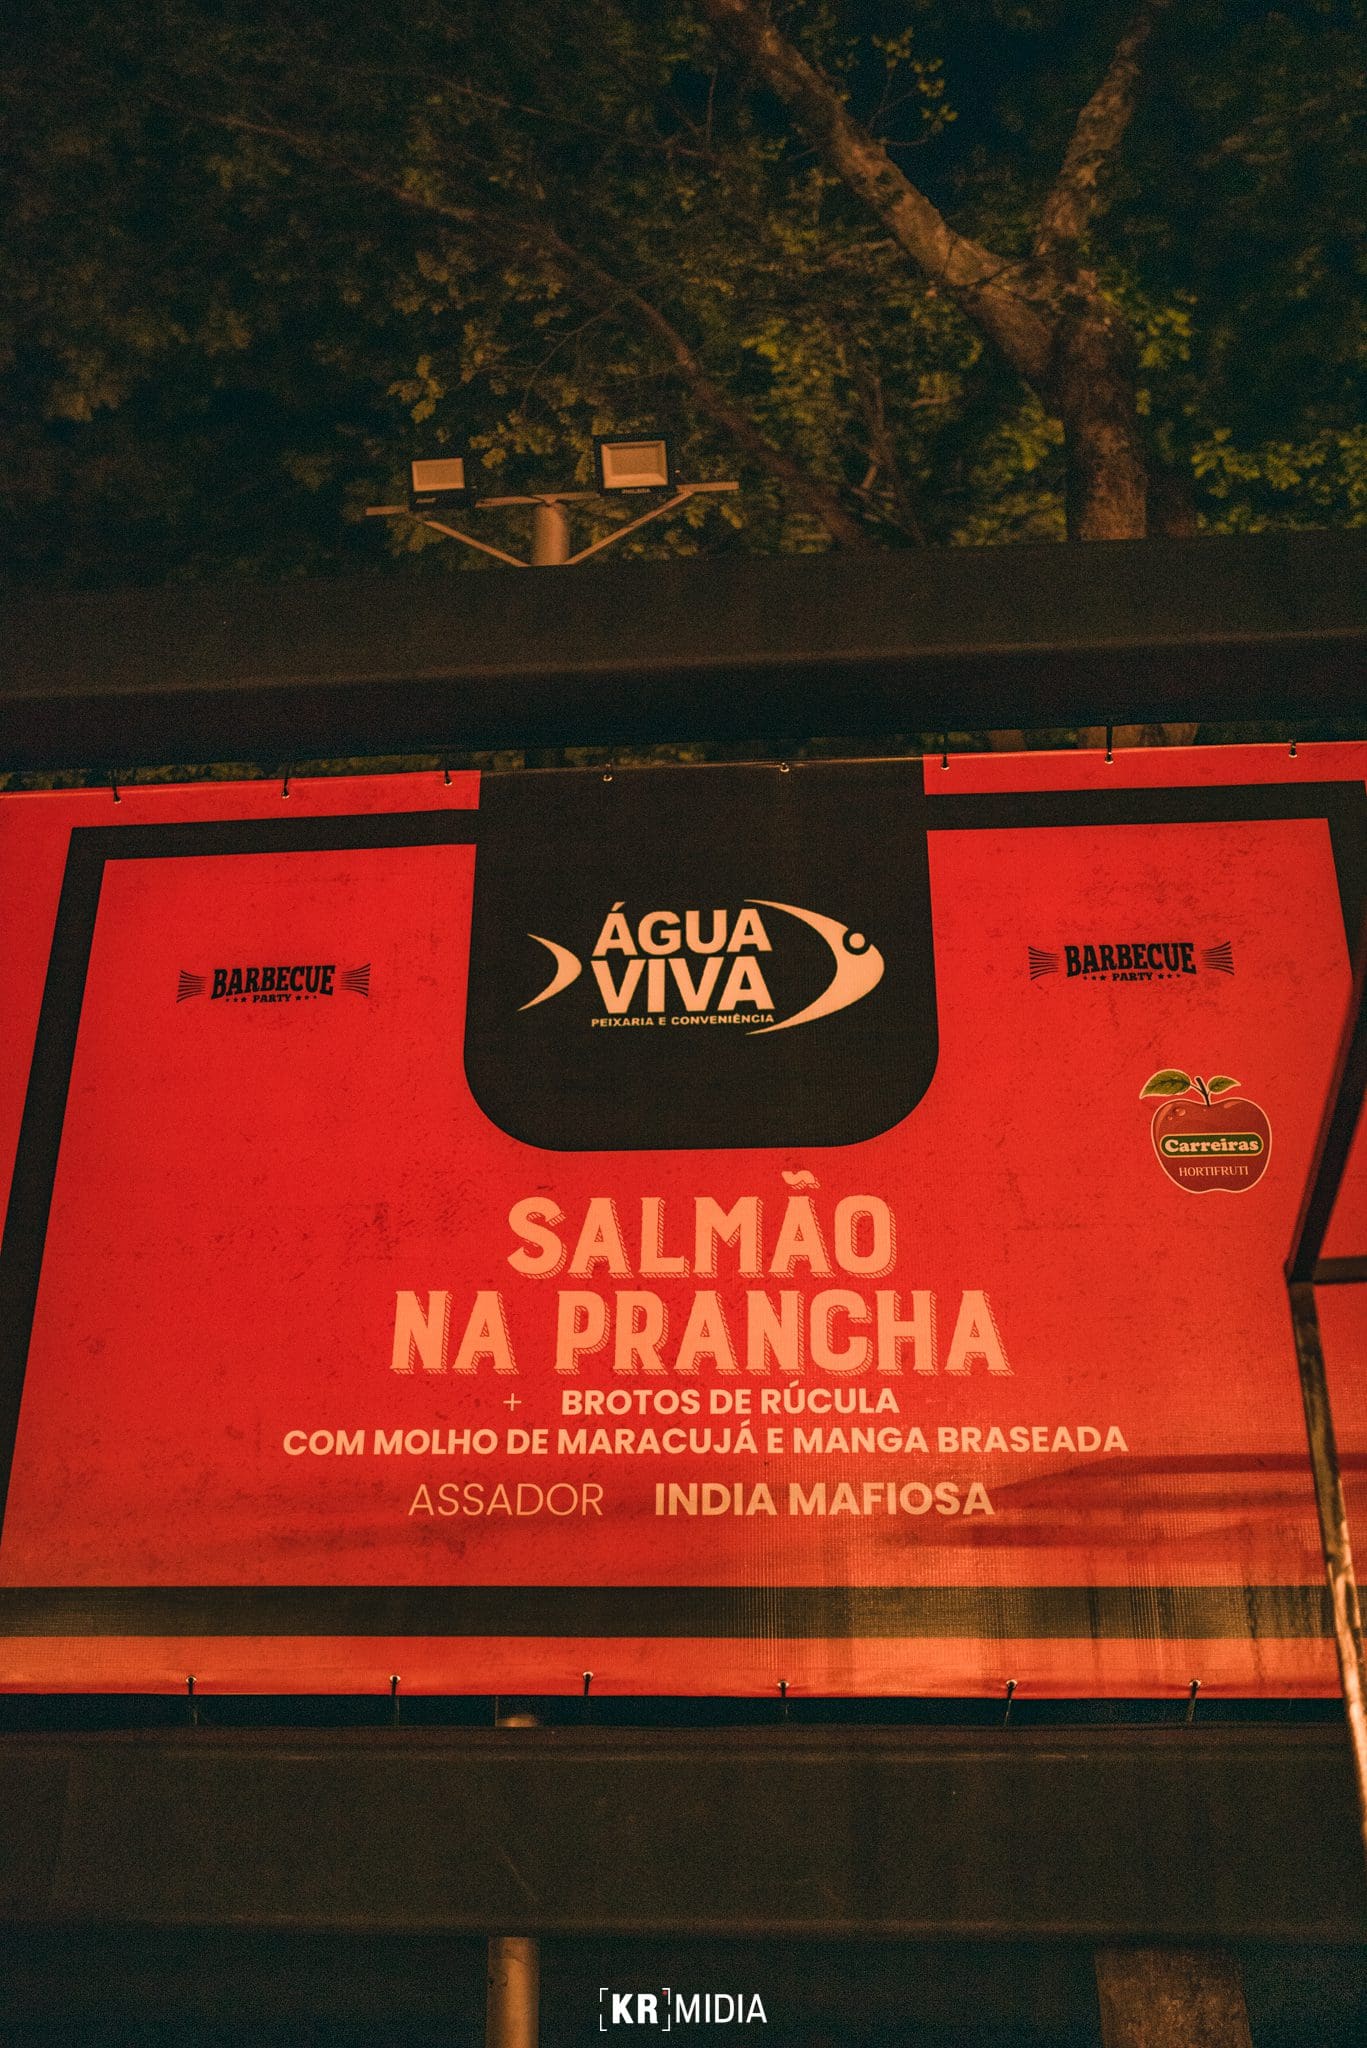 ÁGUA
VIVA
PEIXARIA E CONVENIÊNCIA
BARBECUE
PARTY
BARBECUE
PARTY
Carreiras
HORTIFRUTI
SALMÃO
NA PRANCHA
+ BROTOS DE RÚCULA
COM MOLHO DE MARACUJÁ E MANGA BRASEADA
ASSADOR INDIA MAFIOSA
[KR]MIDIA